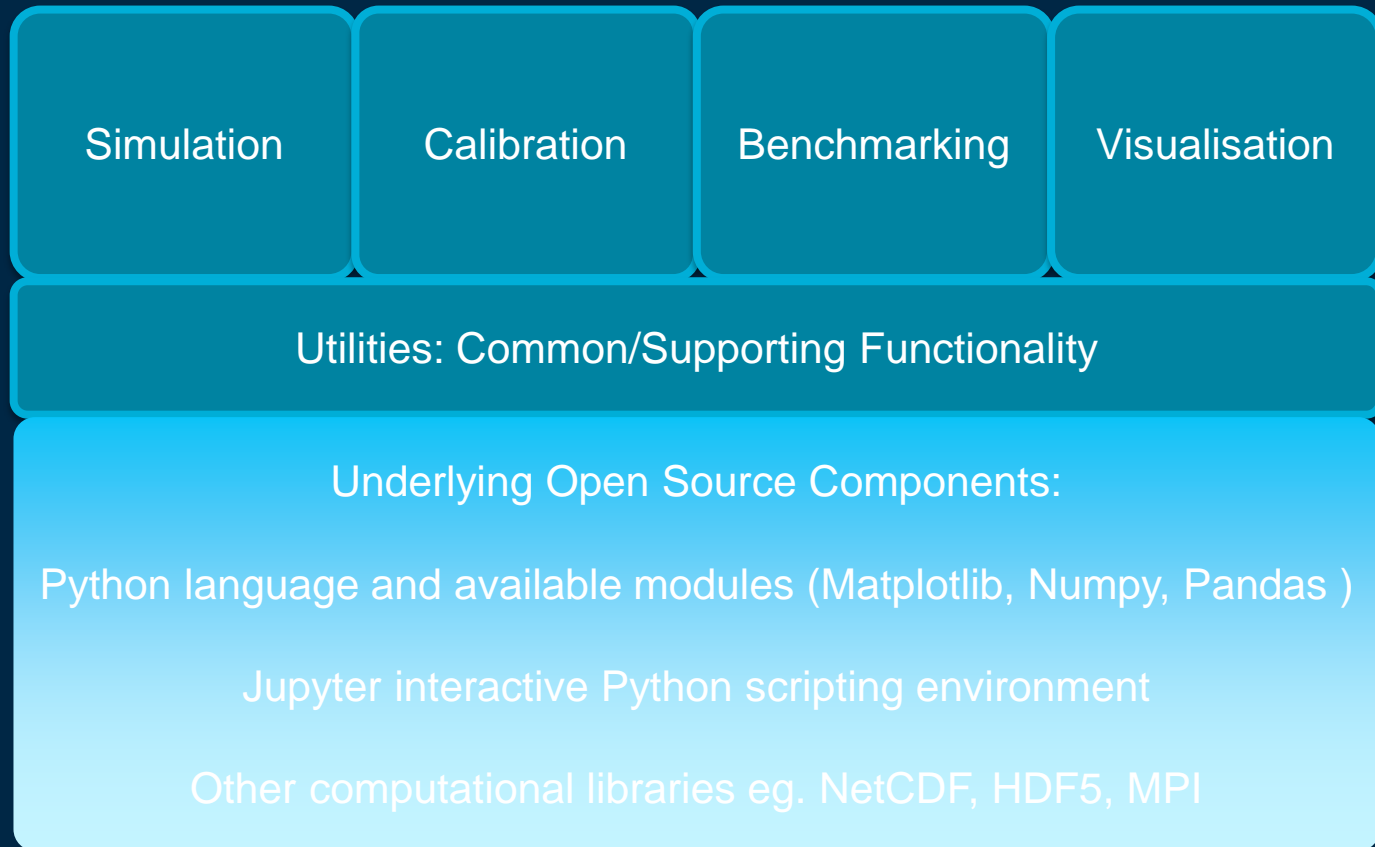 Simulation
Calibration
Benchmarking
Visualisation
Utilities: Common/Supporting Functionality
Underlying Open Source Components:
Python language and available modules (Matplotlib, Numpy, Pandas )
Jupyter interactive Python scripting environment
Other computational libraries eg. NetCDF, HDF5, MPI